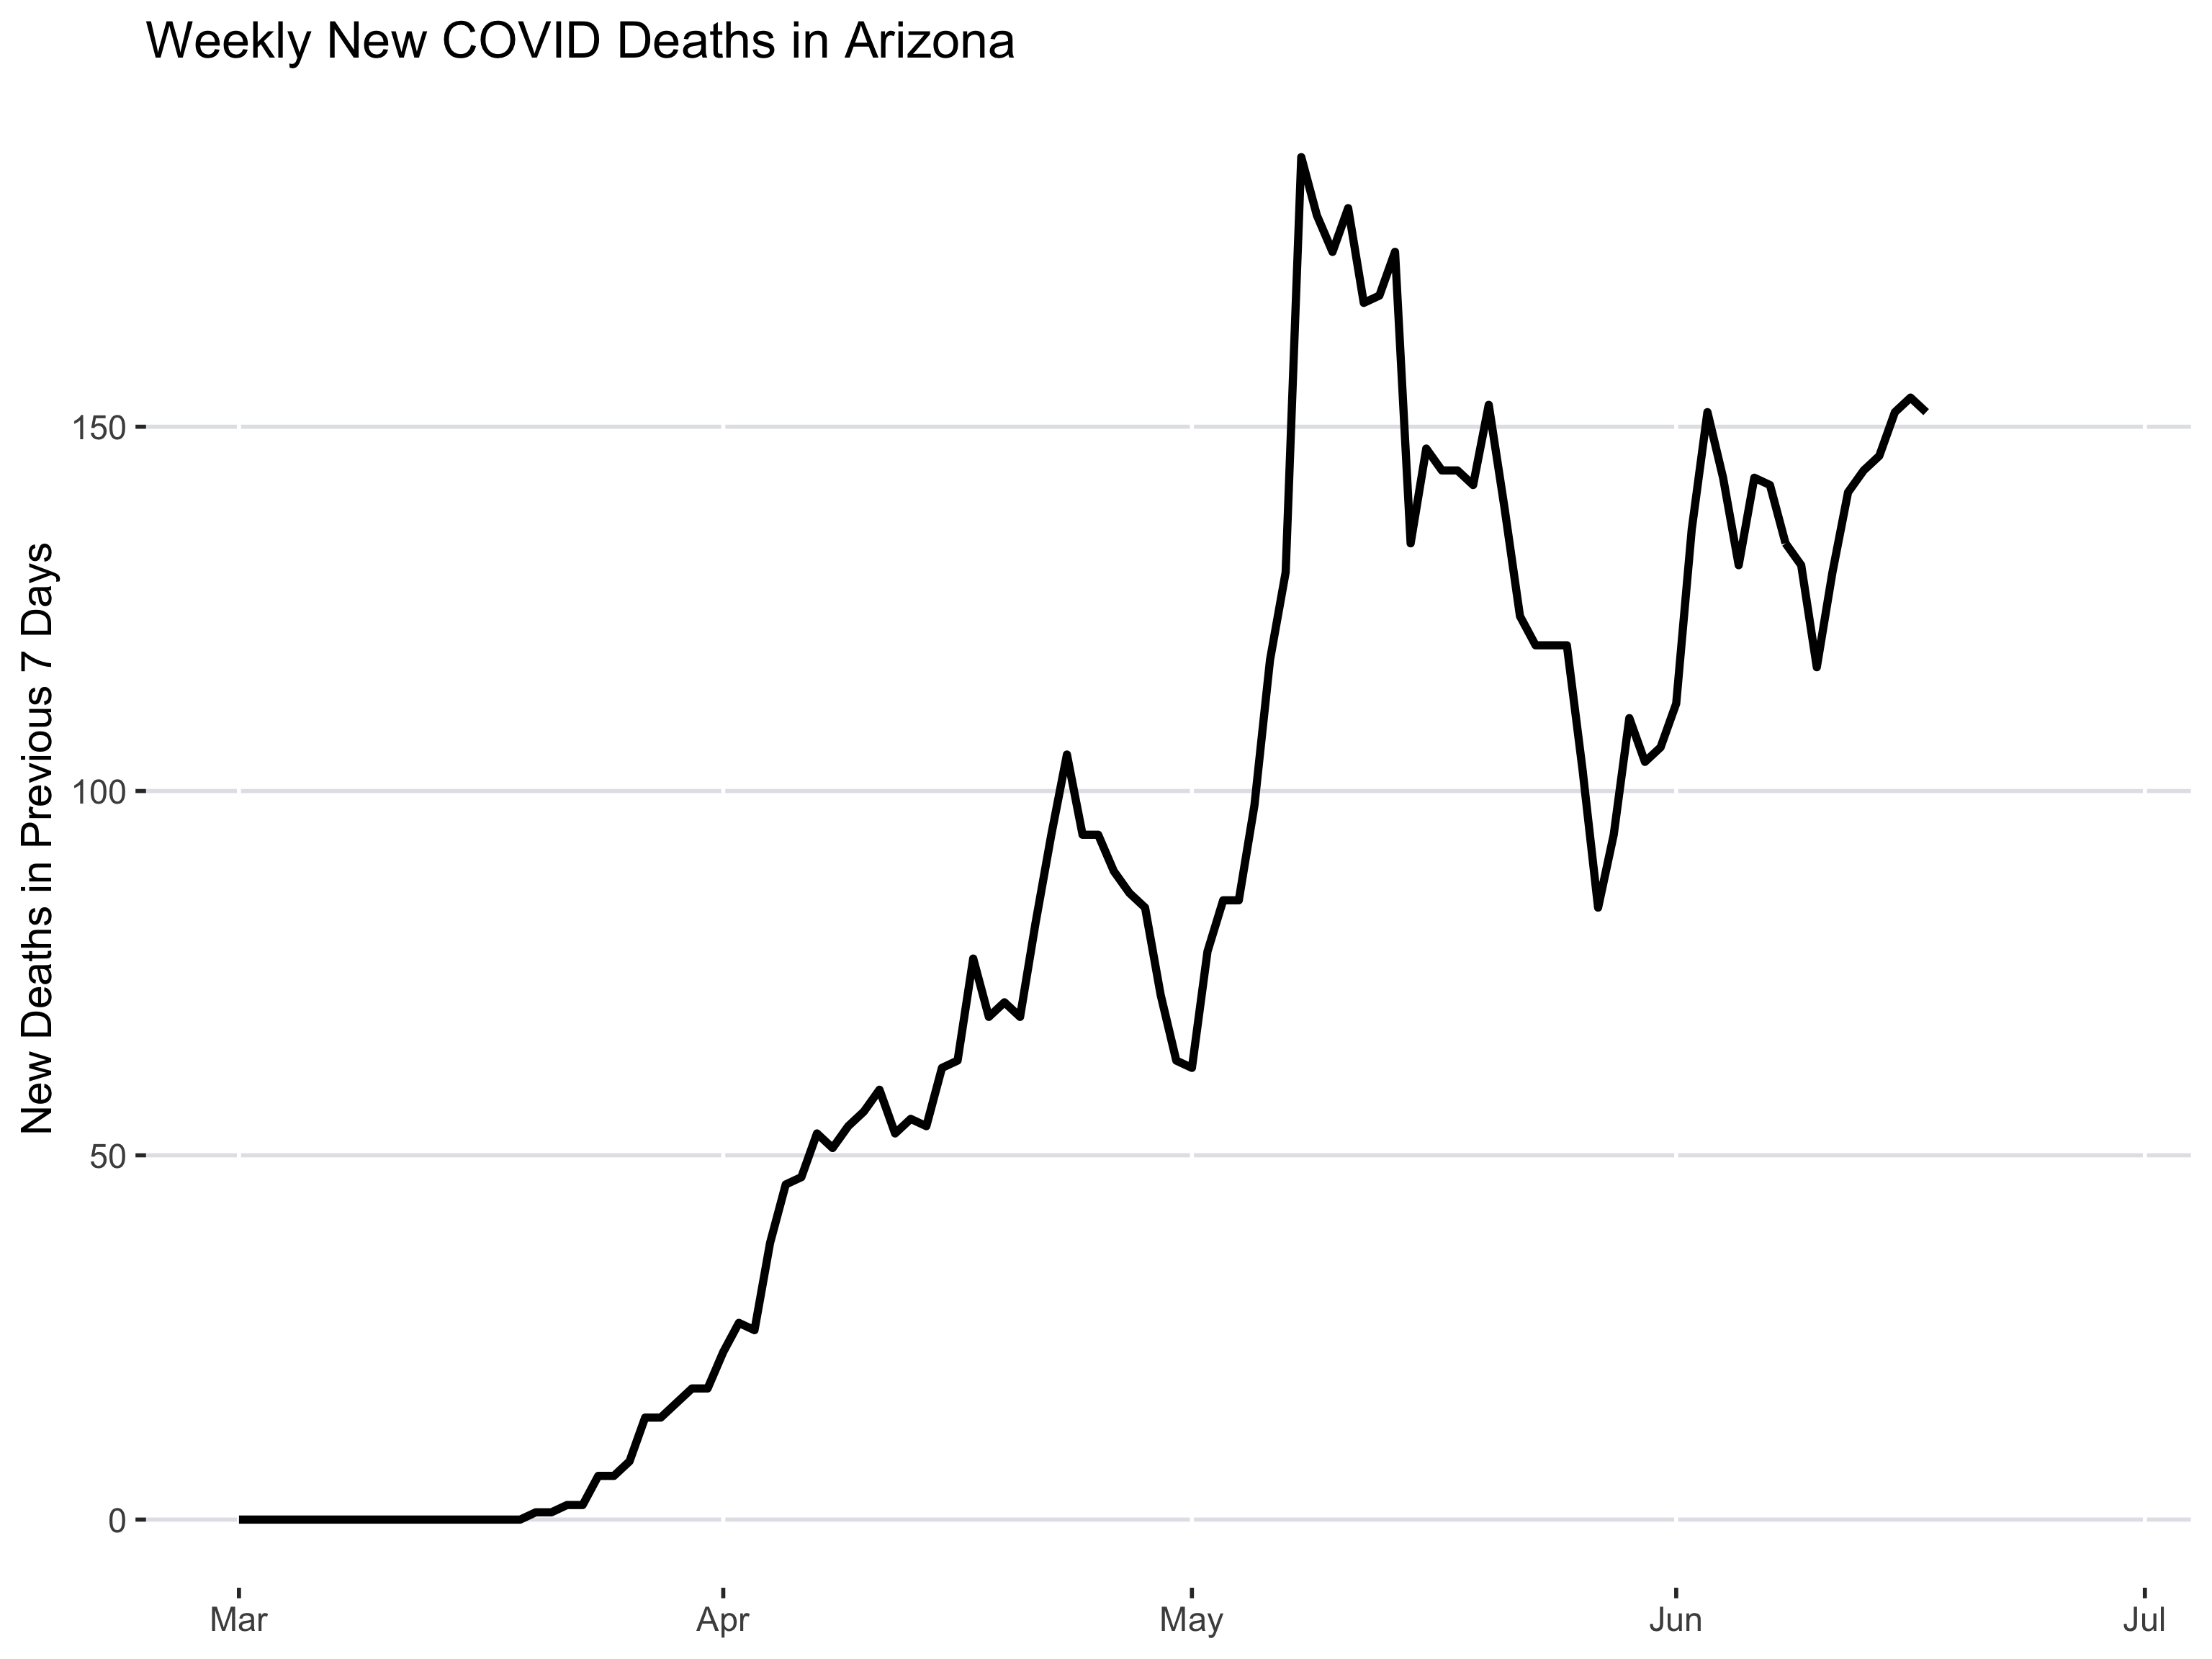 Weekly New COVID Deaths in Arizona
New Deaths in Previous 7 Days
150
100
50
0
Mar
Apr
May
Jun
Jul